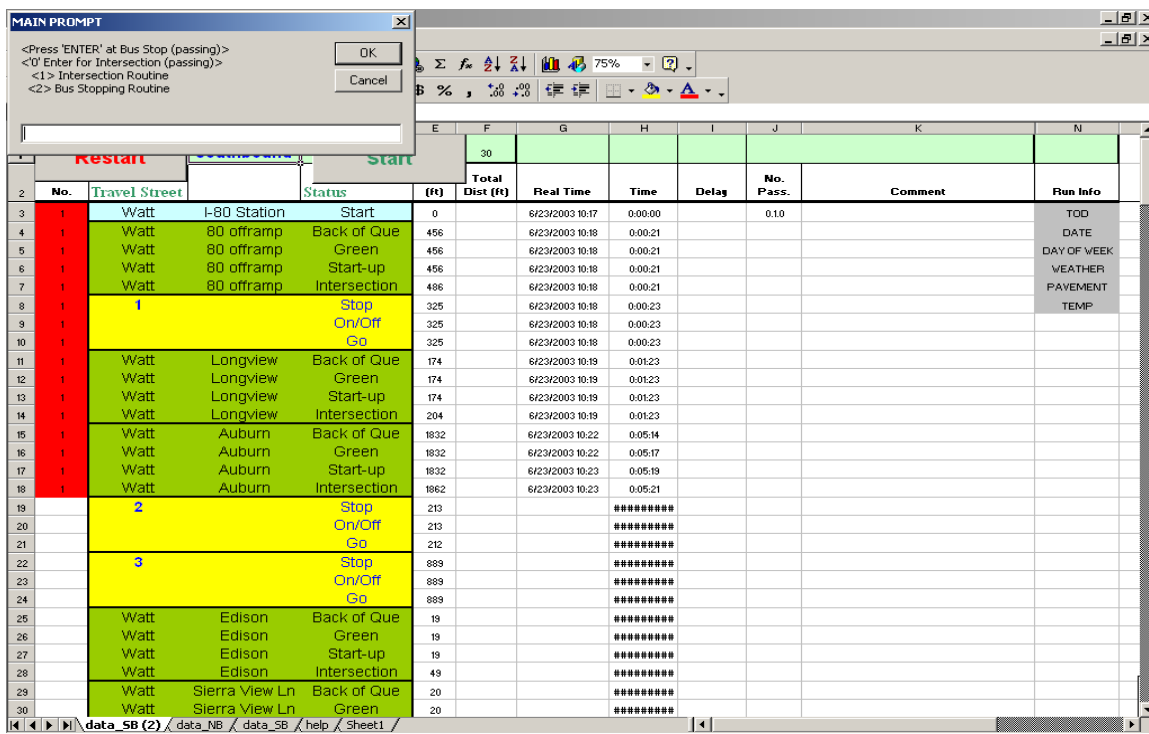 MAIN PROMPT
<Press 'ENTER' at Bus Stop (passing)>
<'0' Enter for Intersection (passing)>
<1> Intersection Routine
<2> Bus Stopping Routine
OK
Cancel
75%
E F G H I J K N
Restart Southbound Start 30
2 No. Travel Street Status (ft) Total Dist (ft) Real Time Time Delay No. Pass. Comment Run Info
3 1 Watt I-80 Station Start 0 6/23/2003 10:17 0:00:00 0.1.0 TOD
4 1 Watt 80 offramp Back of Que 456 6/23/2003 10:18 0:00:21 DATE
5 1 Watt 80 offramp Green 456 6/23/2003 10:18 0:00:21 DAY OF WEEK
6 1 Watt 80 offramp Start-up 456 6/23/2003 10:18 0:00:21 WEATHER
7 1 Watt 80 offramp Intersection 486 6/23/2003 10:18 0:00:21 PAVEMENT
8 1 1 Stop 325 6/23/2003 10:18 0:00:23 TEMP
9 1 On/Off 325 6/23/2003 10:18 0:00:23
10 1 Go 325 6/23/2003 10:18 0:00:23
11 1 Watt Longview Back of Que 174 6/23/2003 10:19 0:01:23
12 1 Watt Longview Green 174 6/23/2003 10:19 0:01:23
13 1 Watt Longview Start-up 174 6/23/2003 10:19 0:01:23
14 1 Watt Longview Intersection 204 6/23/2003 10:19 0:01:23
15 1 Watt Auburn Back of Que 1832 6/23/2003 10:22 0:05:14
16 1 Watt Auburn Green 1832 6/23/2003 10:22 0:05:17
17 1 Watt Auburn Start-up 1832 6/23/2003 10:23 0:05:19
18 1 Watt Auburn Intersection 1862 6/23/2003 10:23 0:05:21
19 2 Stop 213 #########
20 On/Off 213 #########
21 Go 212 #########
22 3 Stop 889 #########
23 On/Off 889 #########
24 Go 889 #########
25 Watt Edison Back of Que 19 #########
26 Watt Edison Green 19 #########
27 Watt Edison Start-up 19 #########
28 Watt Edison Intersection 49 #########
29 Watt Sierra View Ln Back of Que 20 #########
30 Watt Sierra View Ln Green 20 #########
data_SB (2) / data_NB / data_SB / help / Sheet1 /